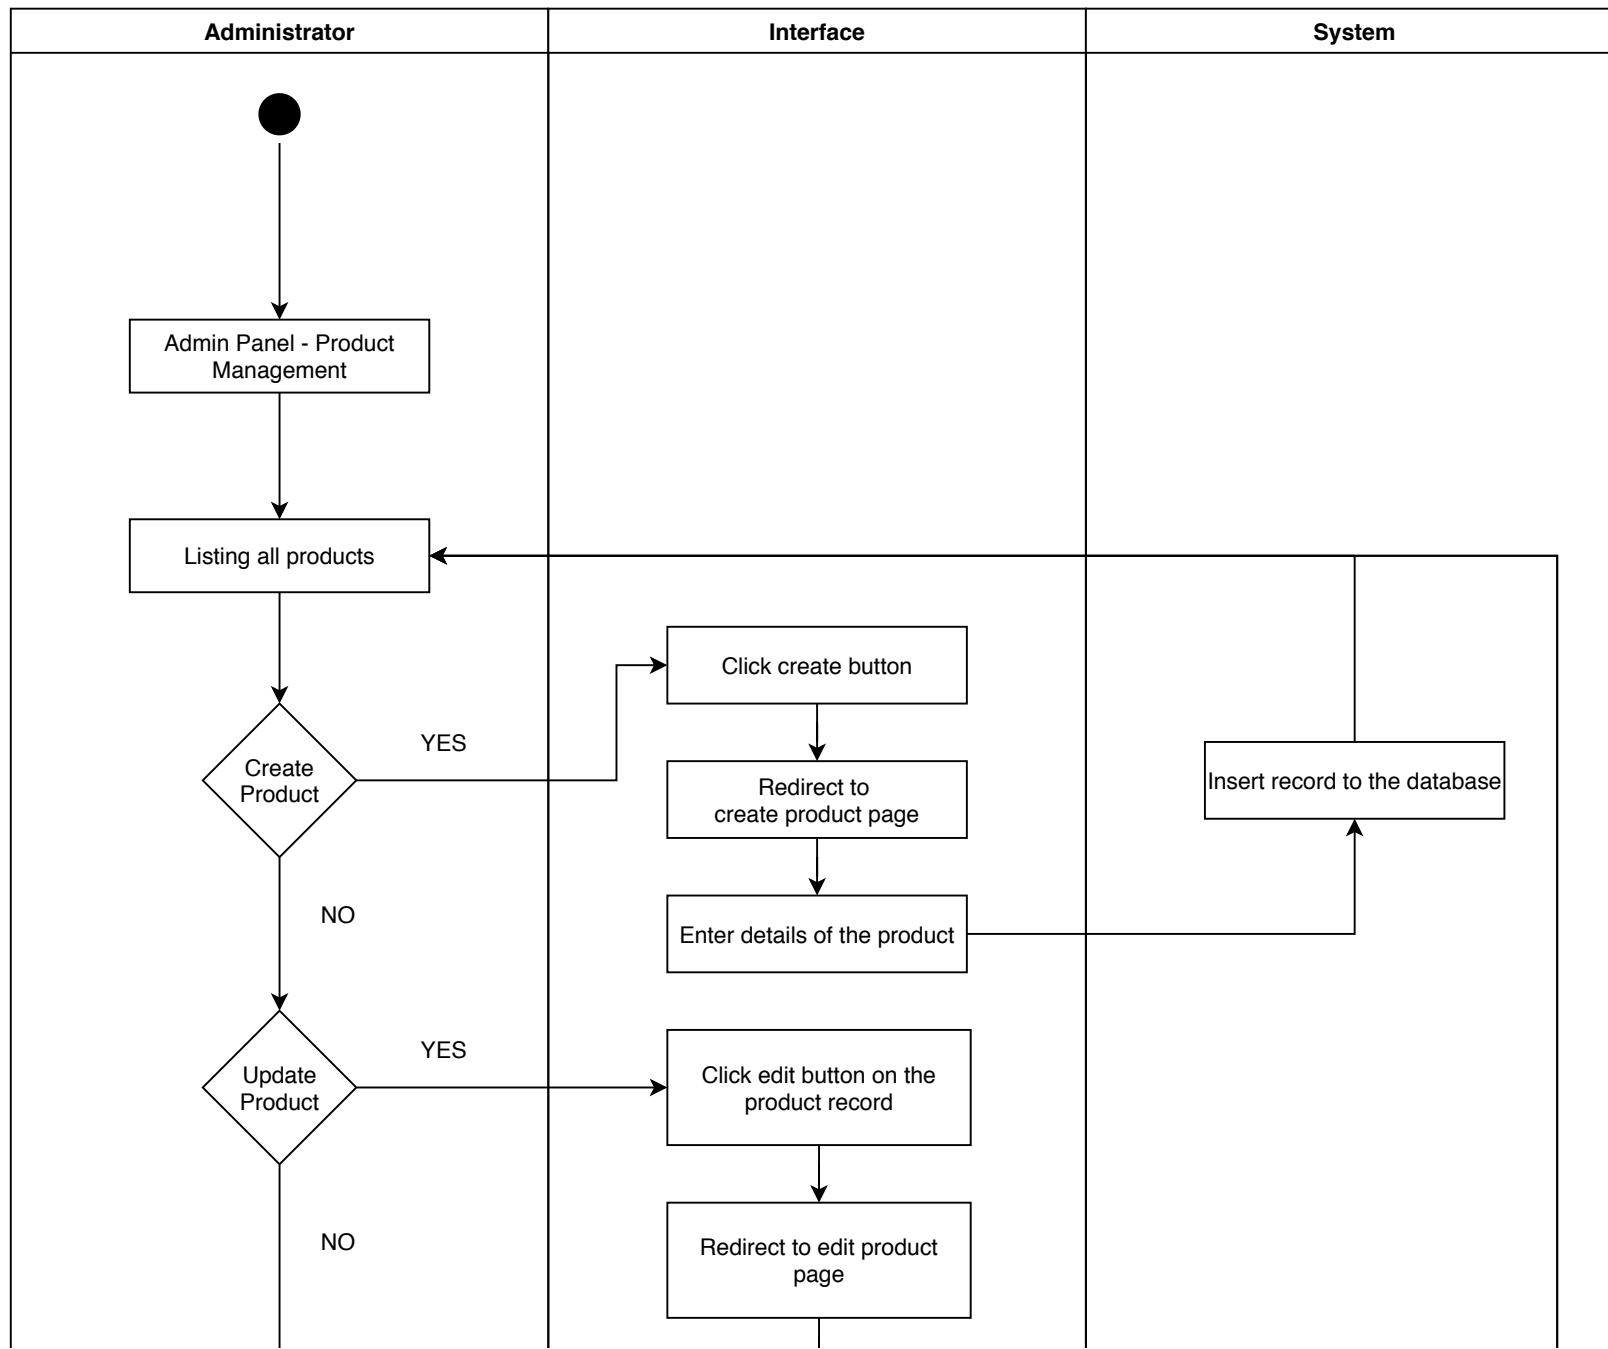 Administrator
Interface
System
Admin Panel - Product
Management
Listing all products
Click create button
YES
Create
Product
Redirect to
create product page
Insert record to the database
NO
Enter details of the product
YES
Update
Product
Click edit button on the
product record
NO
Redirect to edit product
page